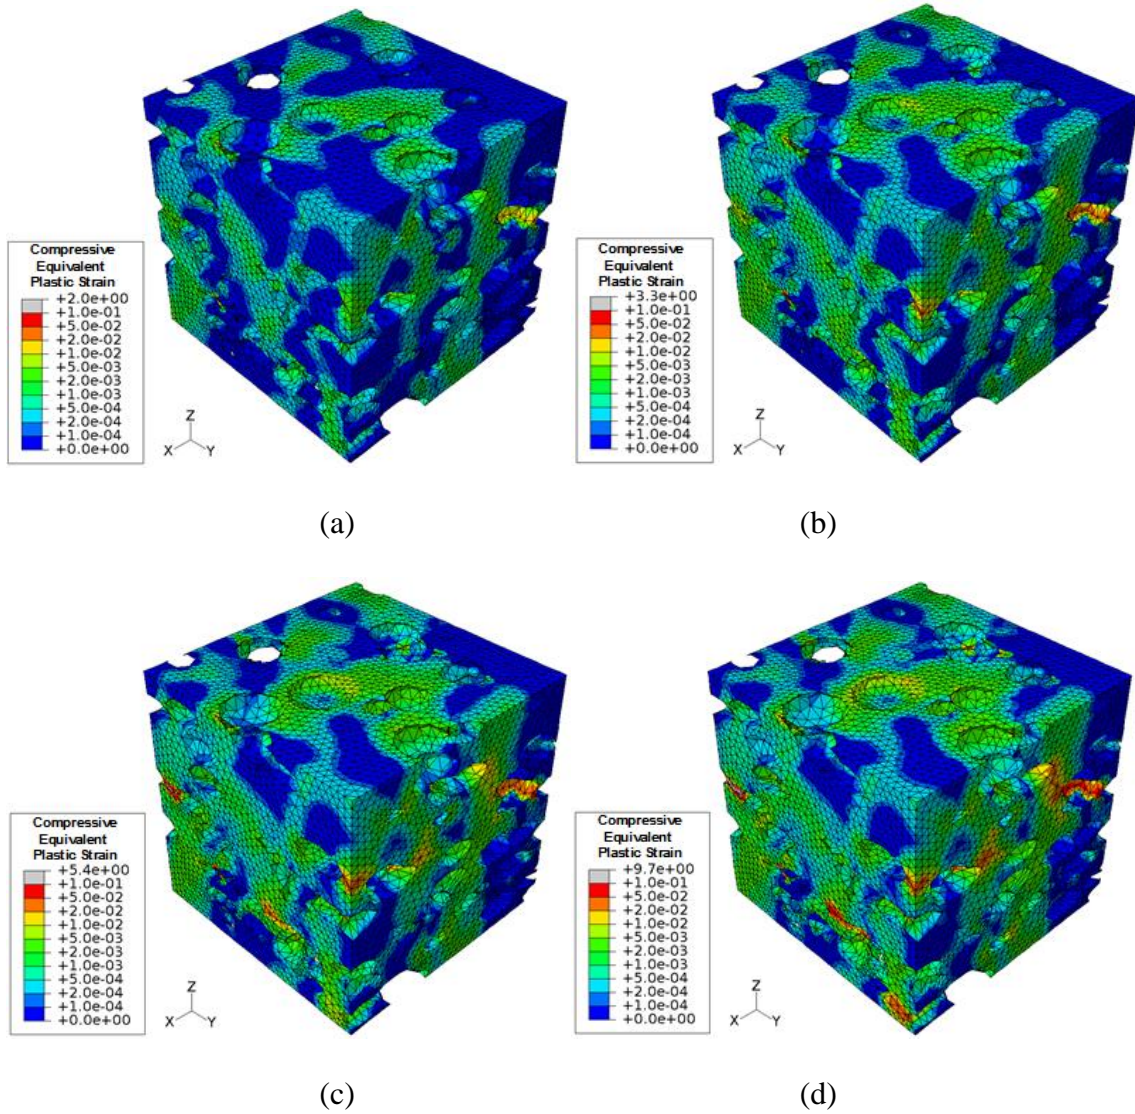 Compressive
Equivalent
Plastic Strain
+2.0e+00
+1.0e-01
+5.0e-02
+2.0e-02
+1.0e-02
+5.0e-03
+2.0e-03
+1.0e-03
+5.0e-04
+2.0e-04
+1.0e-04
+0.0e+00
Z
X
Y
(a)
Compressive
Equivalent
Plastic Strain
+3.3e+00
+1.0e-01
+5.0e-02
+2.0e-02
+1.0e-02
+5.0e-03
+2.0e-03
+1.0e-03
+5.0e-04
+2.0e-04
+1.0e-04
+0.0e+00
Z
X
Y
(b)
Compressive
Equivalent
Plastic Strain
+5.4e+00
+1.0e-01
+5.0e-02
+2.0e-02
+1.0e-02
+5.0e-03
+2.0e-03
+1.0e-03
+5.0e-04
+2.0e-04
+1.0e-04
+0.0e+00
Z
X
Y
(c)
Compressive
Equivalent
Plastic Strain
+9.7e+00
+1.0e-01
+5.0e-02
+2.0e-02
+1.0e-02
+5.0e-03
+2.0e-03
+1.0e-03
+5.0e-04
+2.0e-04
+1.0e-04
+0.0e+00
Z
X
Y
(d)